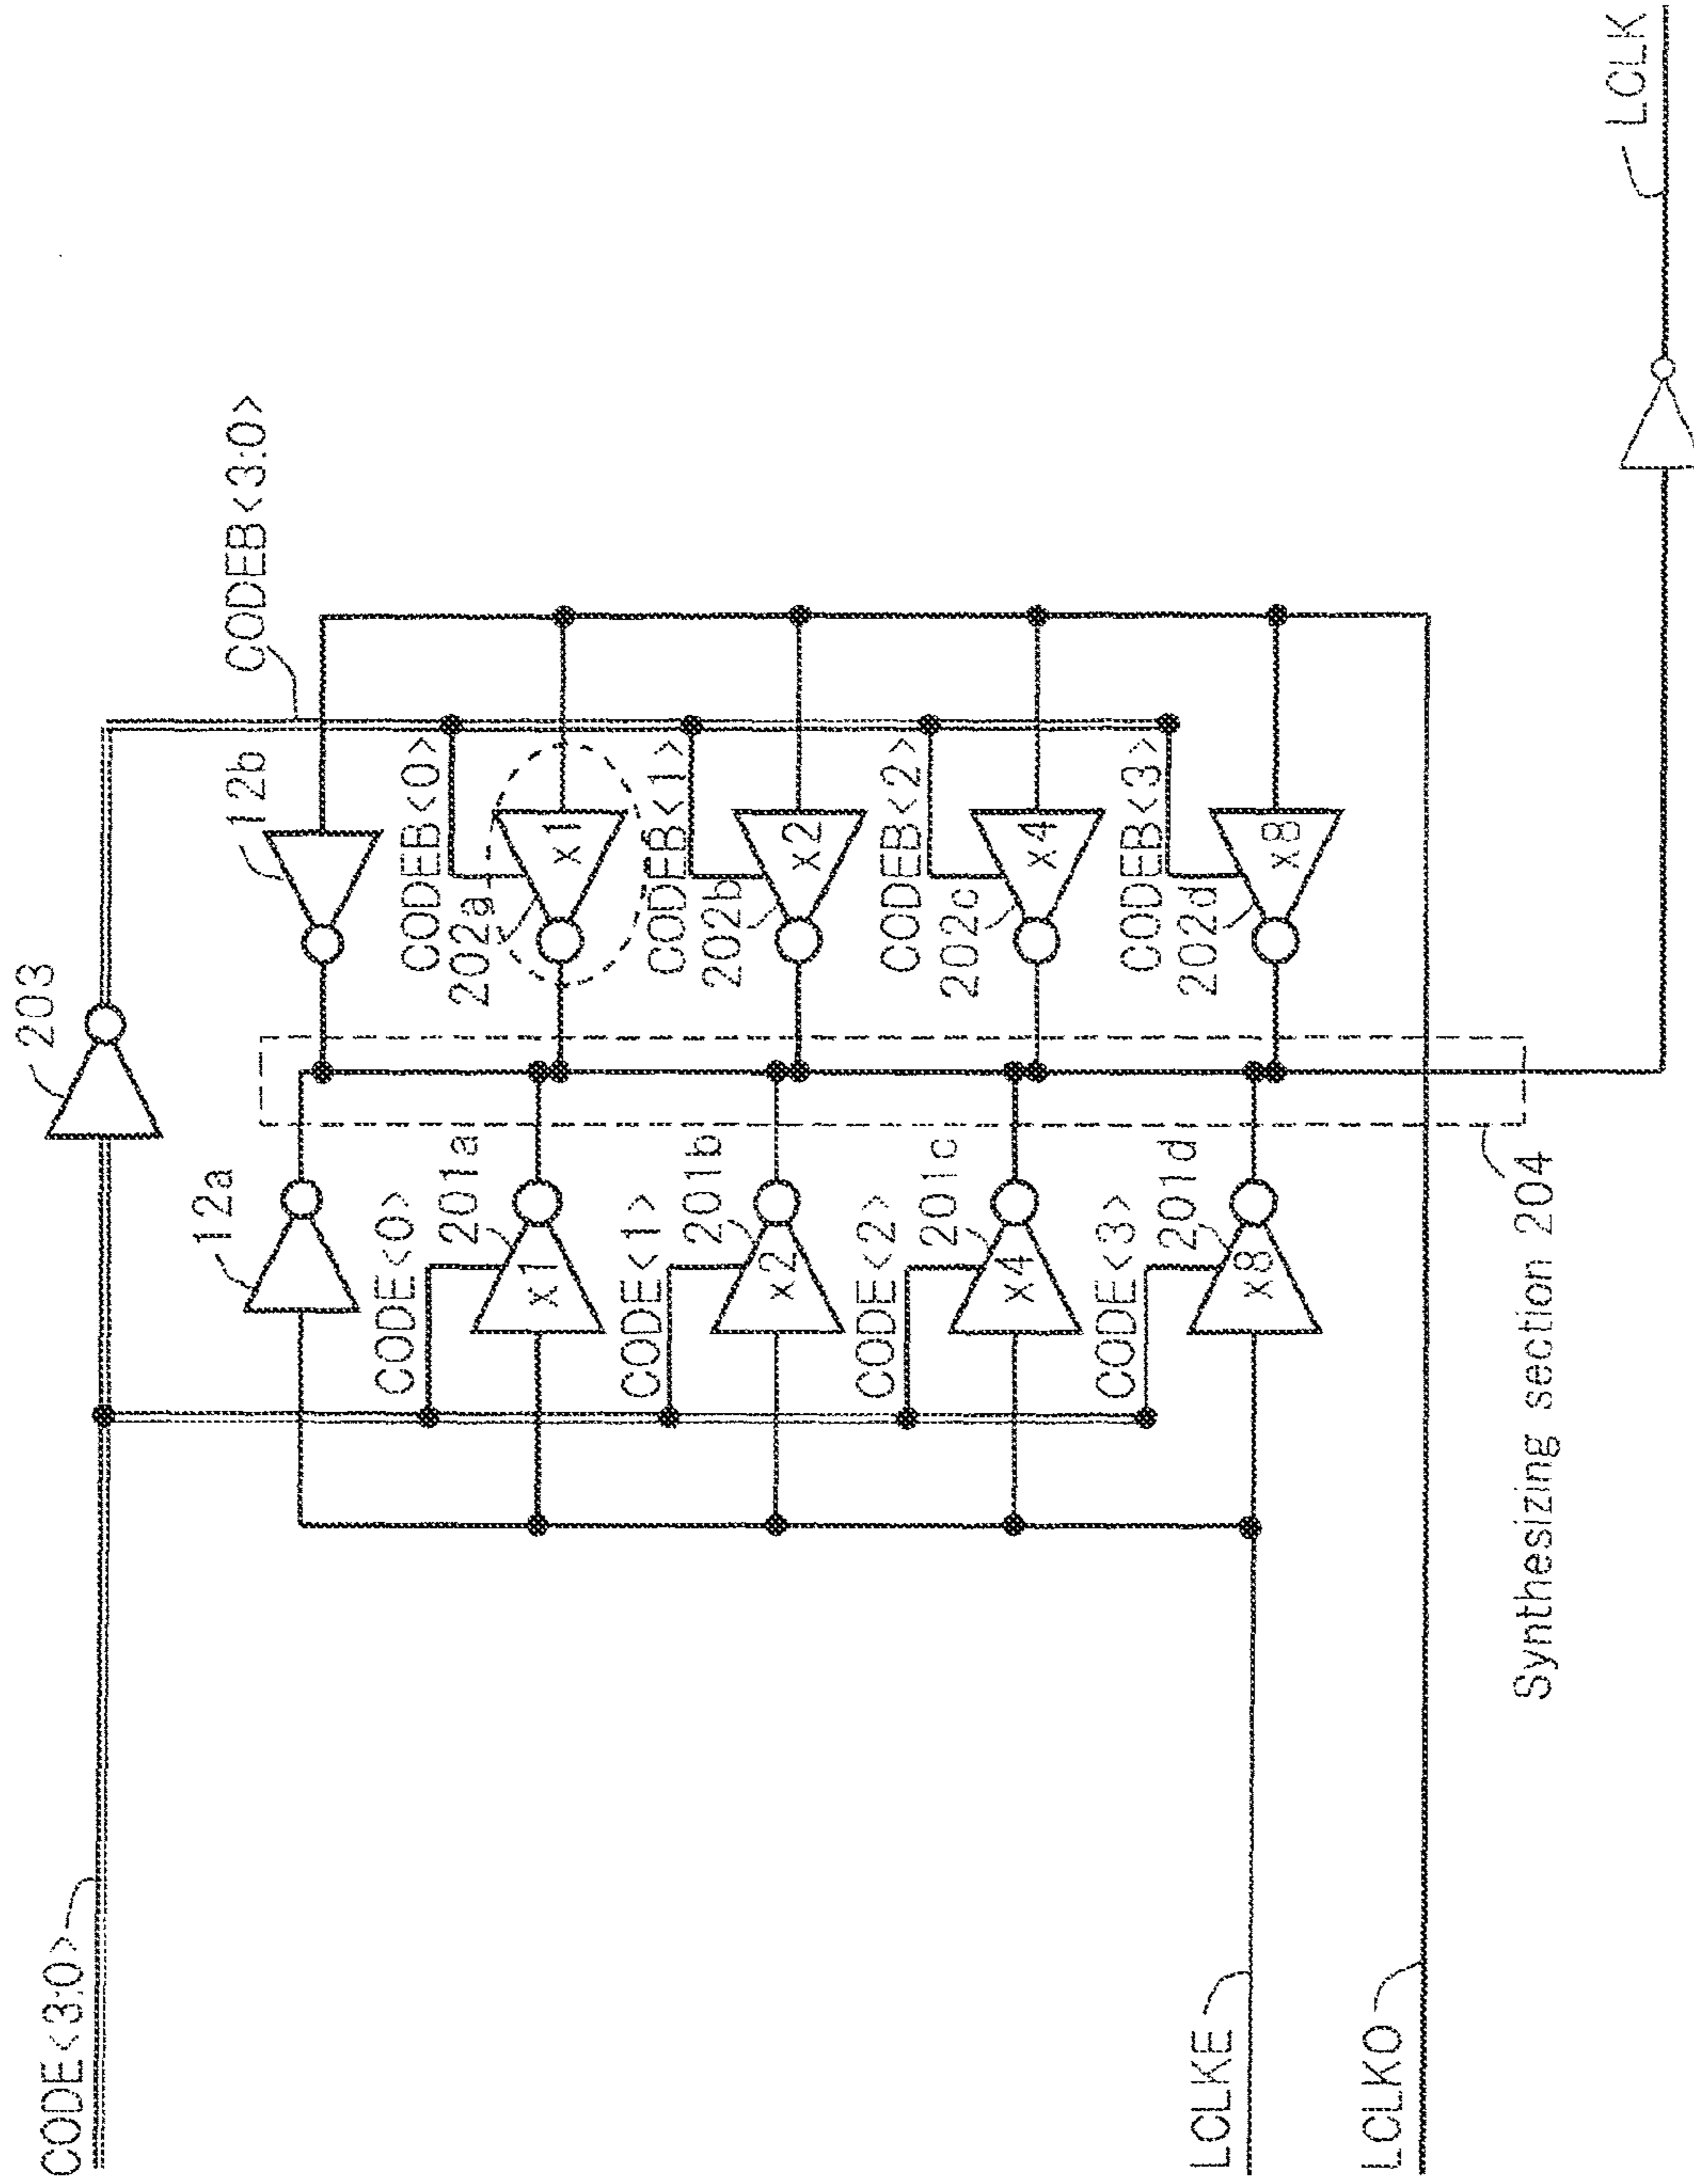 CODE<3:0>
203
CODEB<3:0>
12a
12b
CODE<0>
CODEB<0>
201a
202a
x1
x1
CODE<1>
CODEB<1>
201b
202b
x2
x2
CODE<2>
CODEB<2>
201c
202c
x4
x4
CODE<3>
CODEB<3>
201d
202d
x8
x8
LCLKE
LCLKO
Synthesizing section 204
LCLK